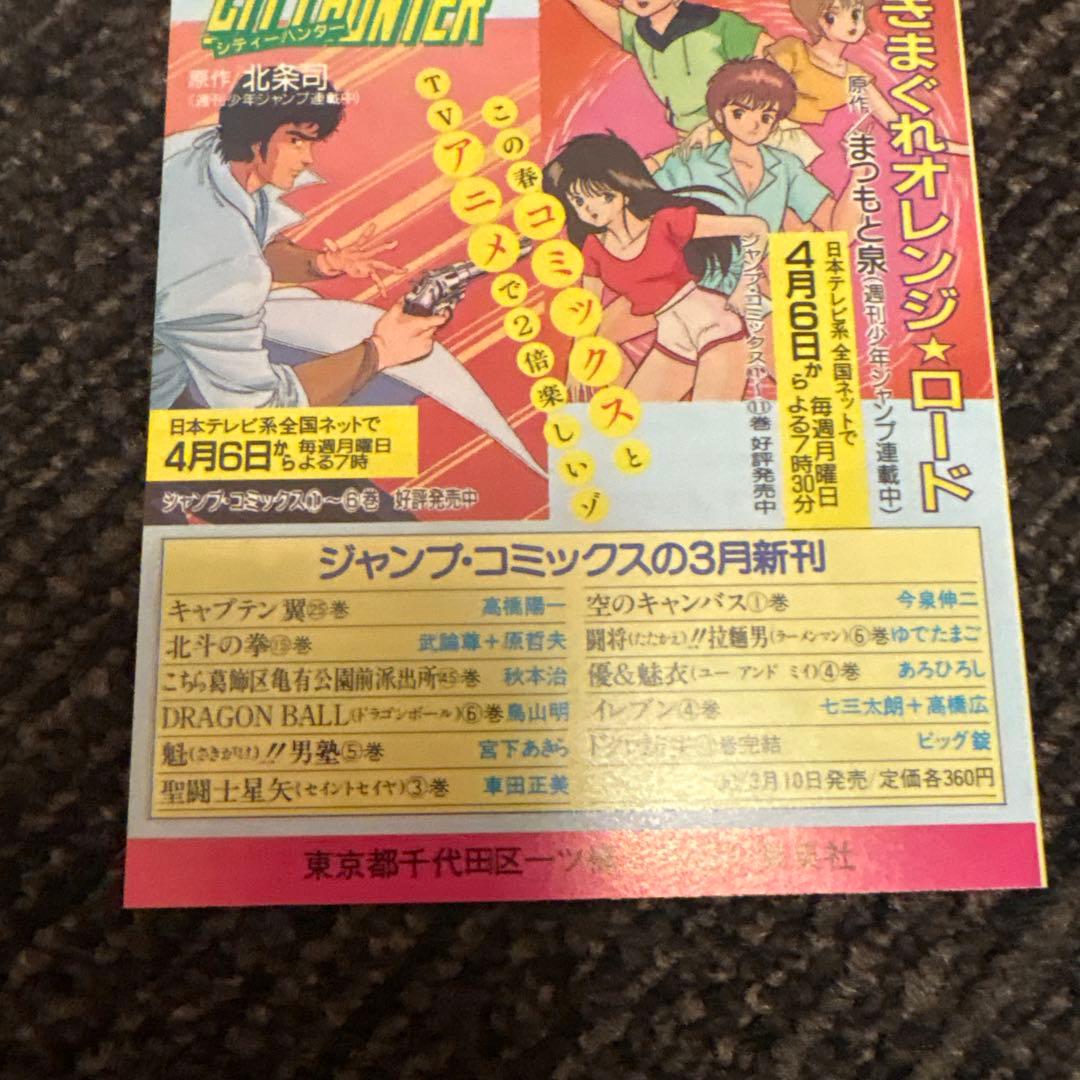 CITY HUNTER
シティーハンター
原作 北条司
(週刊少年ジャンプ連載中)
この春コミックスと
TVアニメで2倍楽しいゾ
日本テレビ系全国ネットで
4月6日から 毎週月曜日よる7時
ジャンプ・コミックス①〜⑥巻 好評発売中
きまぐれオレンジ★ロード
原作/まつもと泉(週刊少年ジャンプ連載中)
日本テレビ系 全国ネットで
4月6日から 毎週月曜日よる7時30分
ジャンプ・コミックス①〜⑪巻 好評発売中
ジャンプ・コミックスの3月新刊
キャプテン翼㉕巻 高橋陽一
北斗の拳⑮巻 武論尊+原哲夫
こちら葛飾区亀有公園前派出所㊺巻 秋本治
DRAGON BALL(ドラゴンボール)⑥巻 鳥山明
魁(さきがけ)!!男塾⑤巻 宮下あきら
聖闘士星矢(セイントセイヤ)③巻 車田正美
空のキャンバス①巻 今泉伸二
闘将(たたかえ)!!拉麵男(ラーメンマン)⑥巻 ゆでたまご
優&魅衣(ユー アンド ミイ)④巻 あろひろし
イレブン④巻 七三太朗+高橋広
巻完結 ビッグ錠
3月10日発売/定価各360円
東京都千代田区一ツ橋 集英社